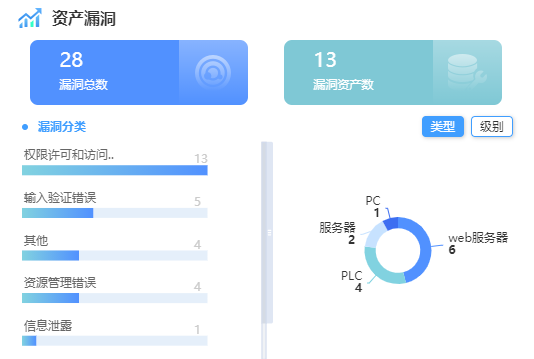 资产漏洞
28
漏洞总数
13
漏洞资产数
漏洞分类
类型
级别
权限许可和访问..
13
输入验证错误
5
其他
4
资源管理错误
4
信息泄露
1
PC
1
服务器
2
web服务器
6
PLC
4